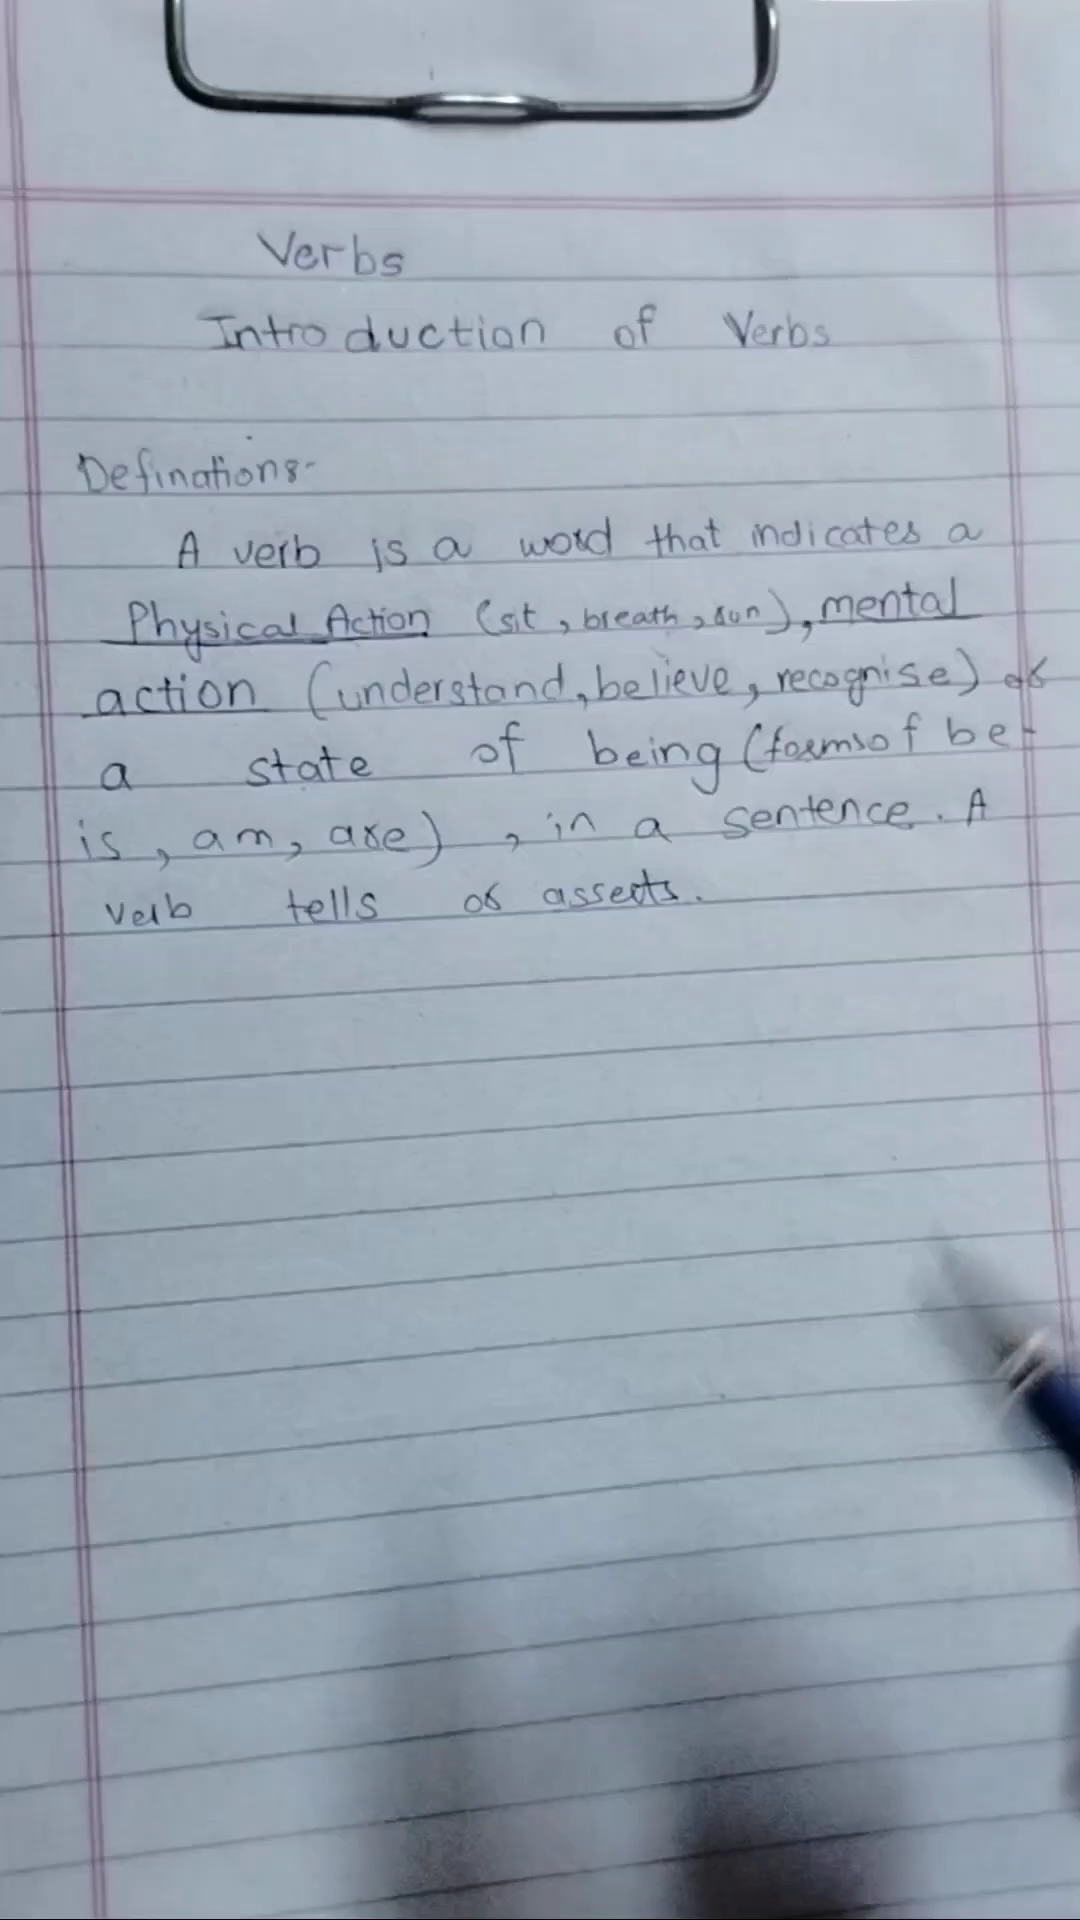 Verbs
Introduction of Verbs
Definations-
A verb is a word that indicates a
Physical Action (sit, breath, run), mental
action (understand, believe, recognise) or
a state of being (forms of be-
is, am, are), in a sentence. A
verb tells or asserts.